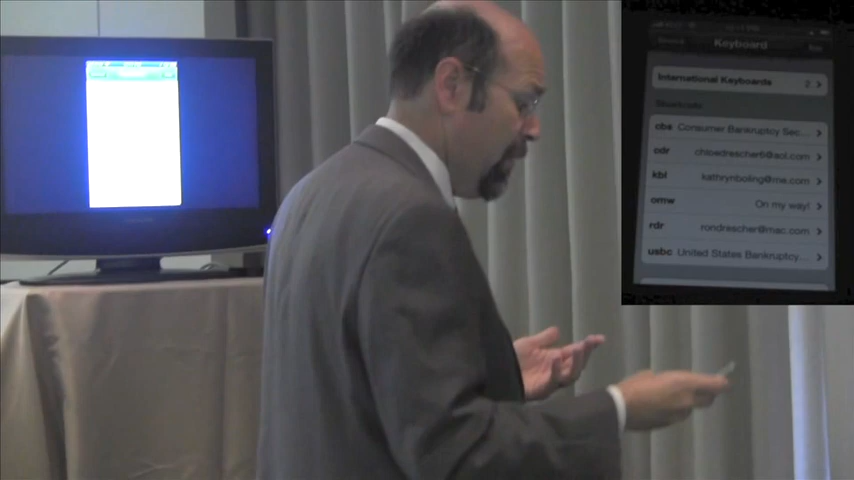 Keyboard
International Keyboards 2
Shortcuts
cbs Consumer Bankruptcy Sec...
cdr chloedrescher6@aol.com
kbl kathrynboling@me.com
omw On my way!
rdr rondrescher@mac.com
usbc United States Bankruptcy...